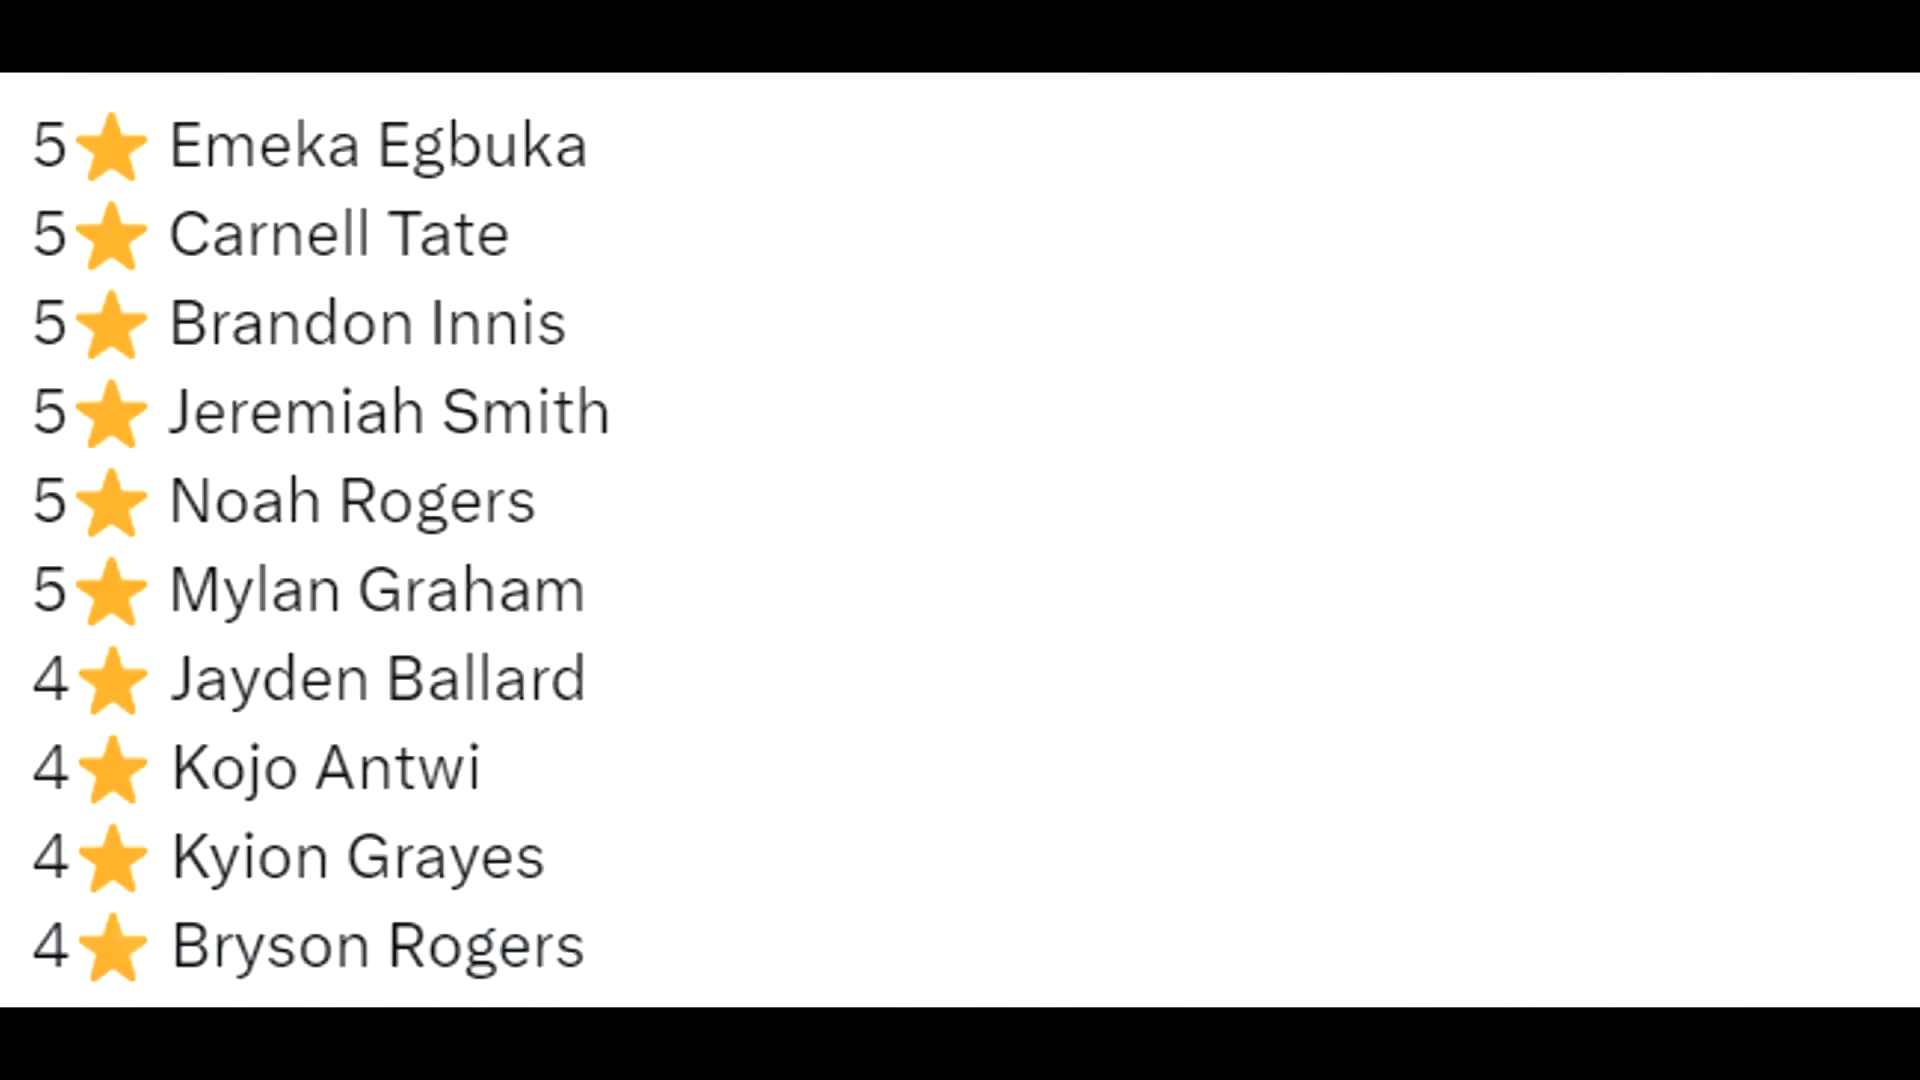 5⭐ Emeka Egbuka
5⭐ Carnell Tate
5⭐ Brandon Innis
5⭐ Jeremiah Smith
5⭐ Noah Rogers
5⭐ Mylan Graham
4⭐ Jayden Ballard
4⭐ Kojo Antwi
4⭐ Kyion Grayes
4⭐ Bryson Rogers